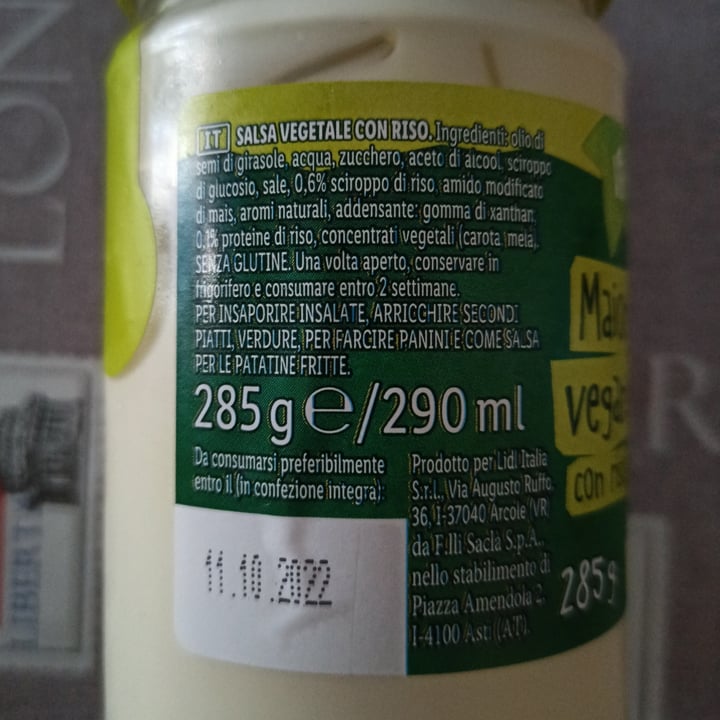 IT SALSA VEGETALE CON RISO. Ingredienti: olio di
semi di girasole, acqua, zucchero, aceto di alcool, sciroppo
di glucosio, sale, 0,6% sciroppo di riso, amido modificato
di mais, aromi naturali, addensante: gomma di xanthan,
0,1% proteine di riso, concentrati vegetali (carota, mela).
SENZA GLUTINE. Una volta aperto, conservare in
frigorifero e consumare entro 2 settimane.
PER INSAPORIRE INSALATE, ARRICCHIRE SECONDI
PIATTI, VERDURE, PER FARCIRE PANINI E COME SALSA
PER LE PATATINE FRITTE.
285 g e/290 ml
Da consumarsi preferibilmente
entro il (in confezione integra):
11.10.2022
Prodotto per Lidl Italia
S.r.l., Via Augusto Ruffo,
36, I-37040 Arcole (VR)
da F.lli Saclà S.p.A.,
nello stabilimento di
Piazza Amendola 2,
I-4100 Asti (AT).
con
285g
LIBERT